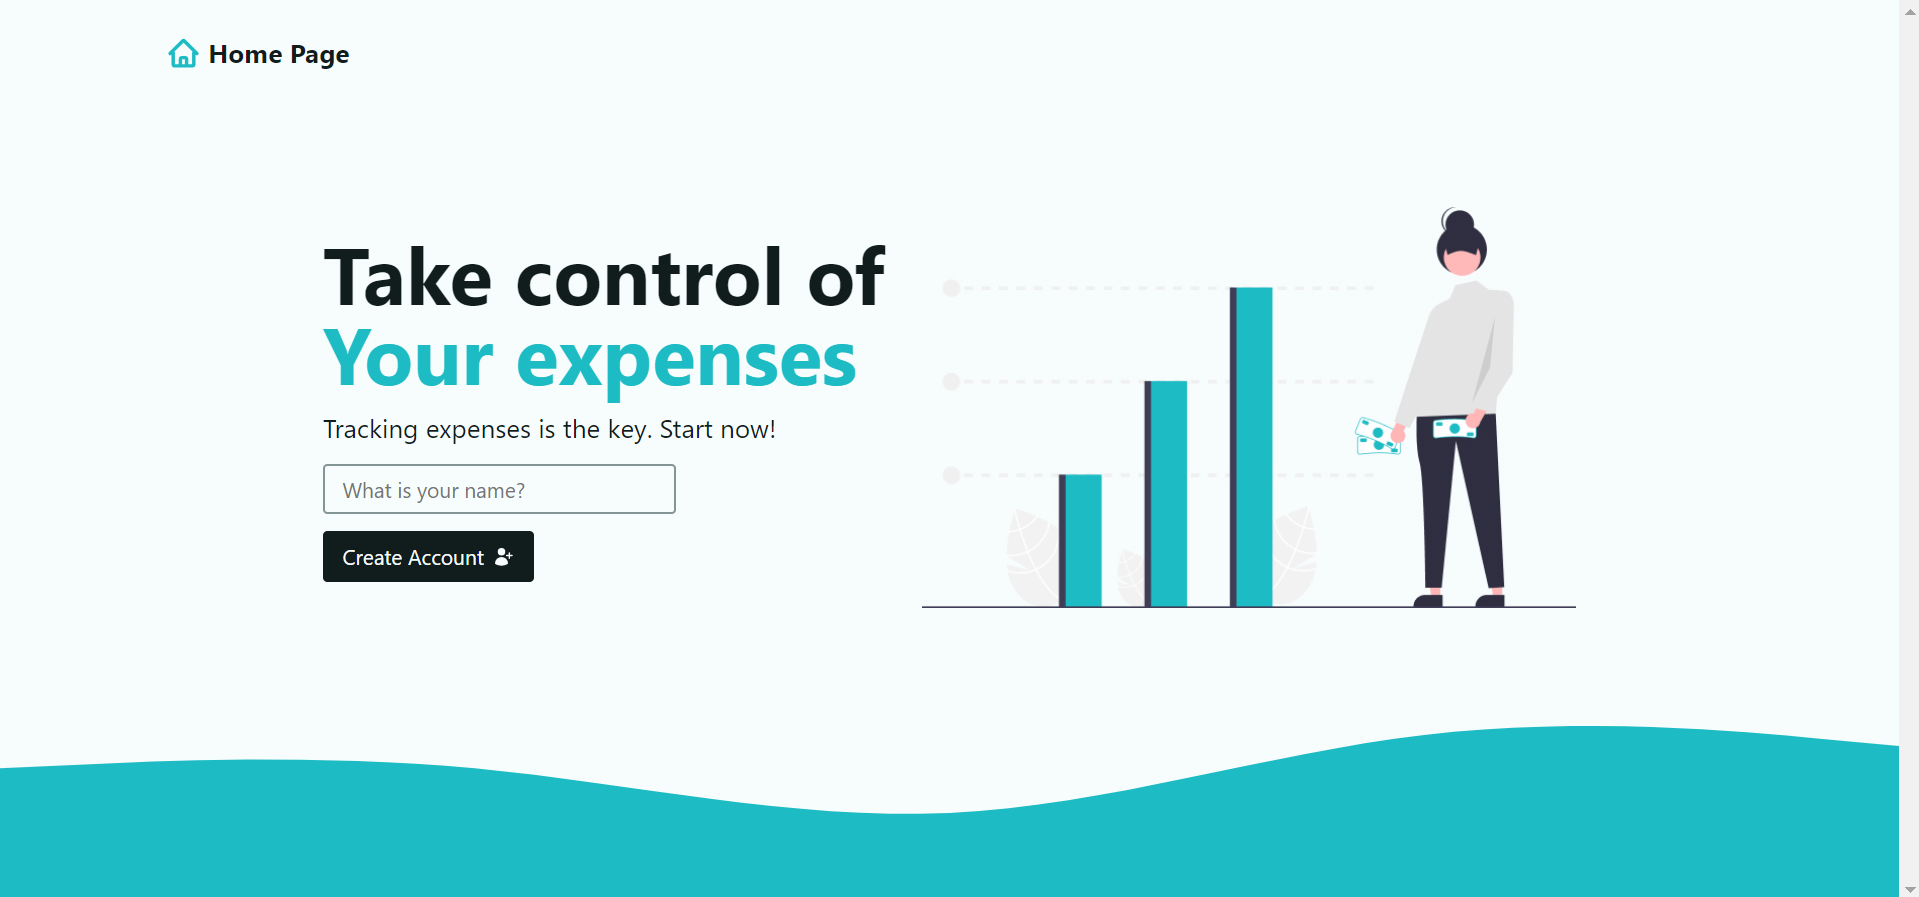 Home Page
Take control of
Your expenses
Tracking expenses is the key. Start now!
What is your name?
Create Account